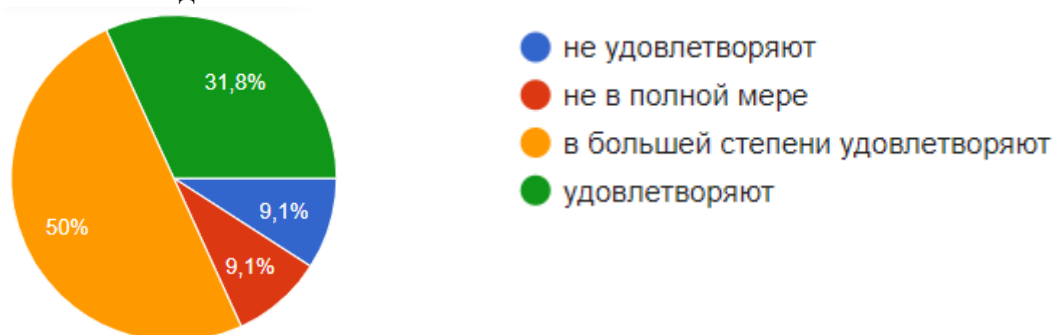 31,8%
9,1%
9,1%
50%
не удовлетворяют
не в полной мере
в большей степени удовлетворяют
удовлетворяют